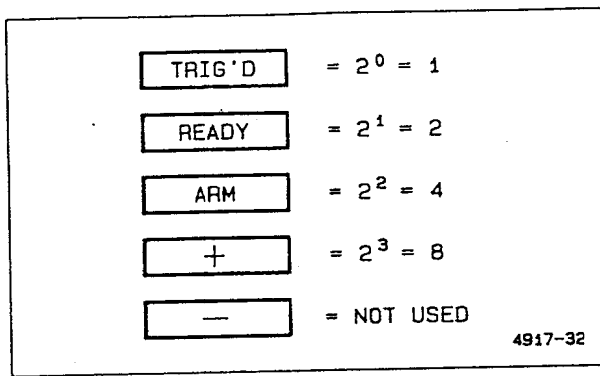 TRIG'D = 2⁰ = 1
READY = 2¹ = 2
ARM = 2² = 4
+ = 2³ = 8
— = NOT USED
4917-32